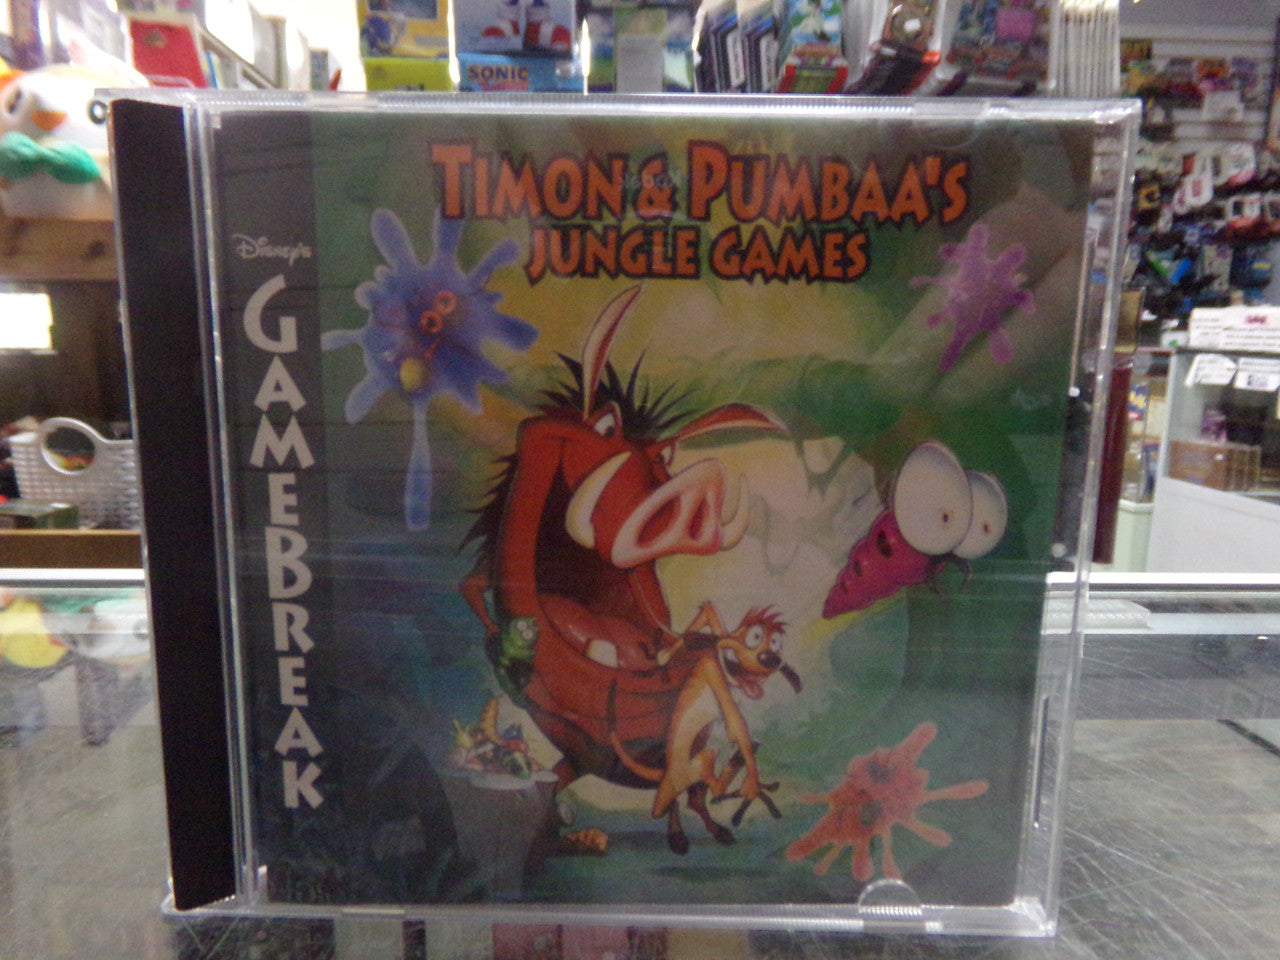 SONIC
TIMON & PUMBAA'S
JUNGLE GAMES
Disney's
GAMEBREAK